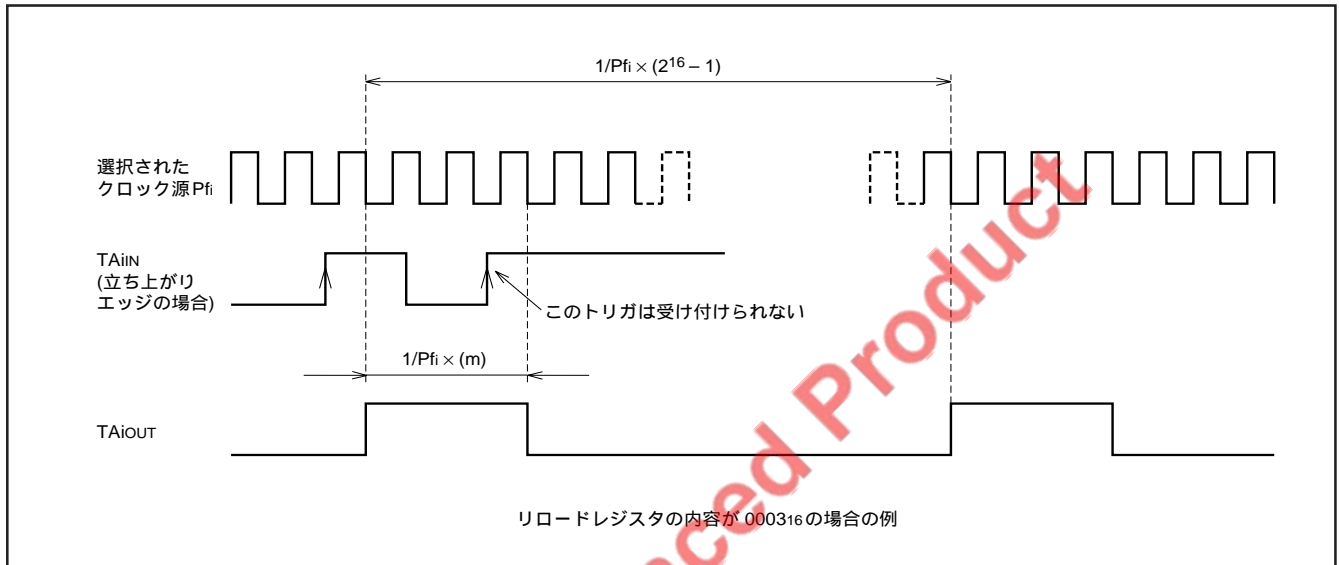 1/Pfi × (2¹⁶ – 1)
選択された
クロック源 Pfi
TAiIN
(立ち上がり
エッジの場合)
このトリガは受け付けられない
1/Pfi × (m)
TAiOUT
リロードレジスタの内容が 0003₁₆の場合の例
nced Product